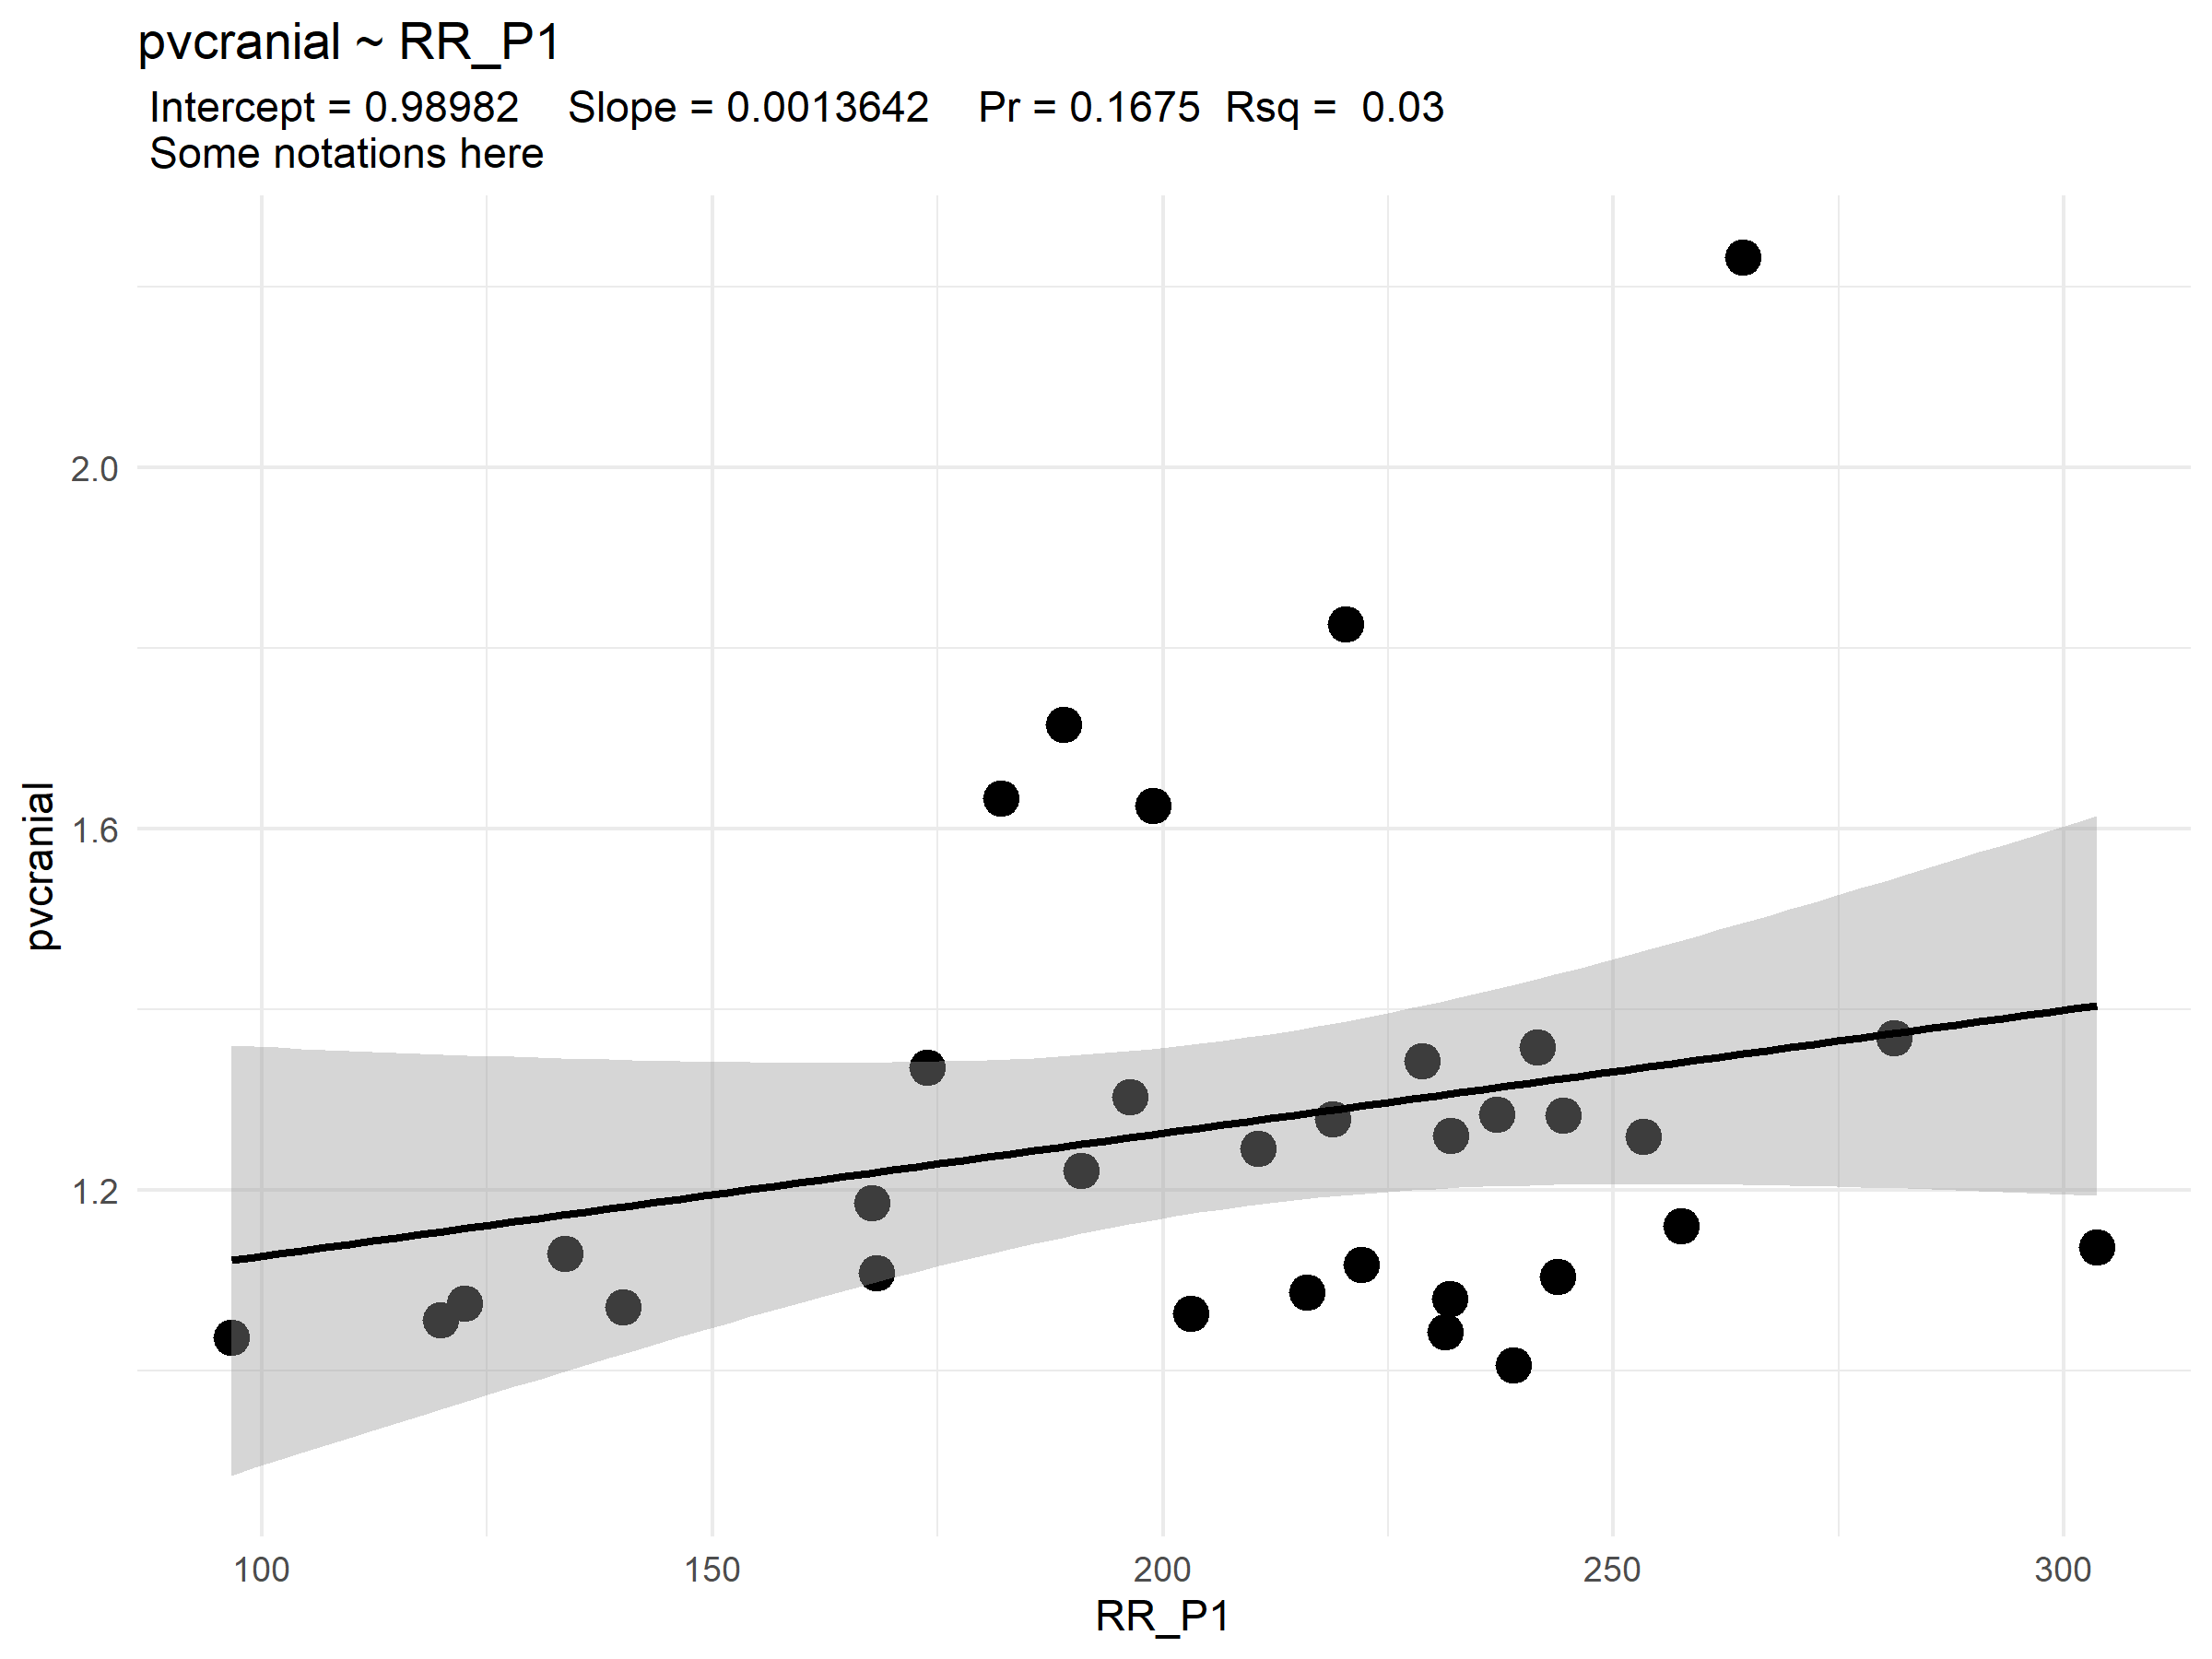 pvcranial ~ RR_P1
Intercept = 0.98982 Slope = 0.0013642 Pr = 0.1675 Rsq = 0.03
Some notations here
2.0
1.6
1.2
pvcranial
100 150 200 250 300
RR_P1